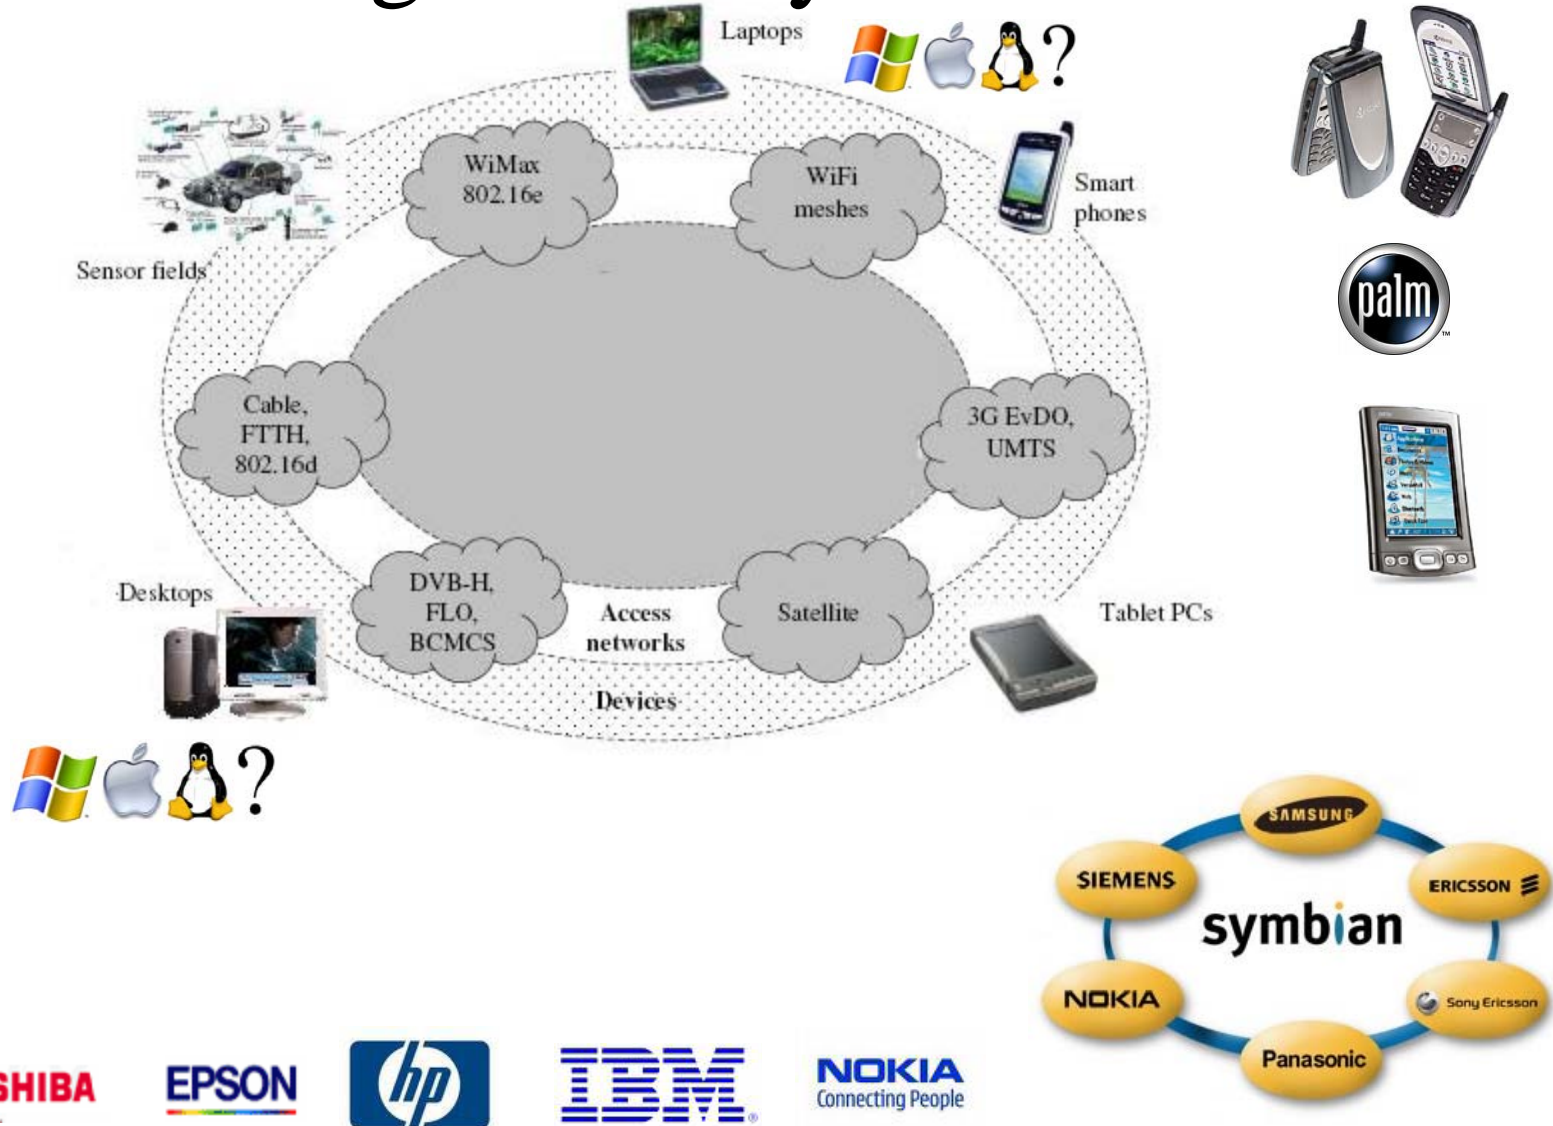 Laptops
WiMax
802.16e
WiFi
meshes
Smart
phones
Sensor fields
palm
TM
Cable,
FTTH,
802.16d
3G EvDO,
UMTS
Desktops
DVB-H,
FLO,
BCMCS
Access
networks
Satellite
Tablet PCs
Devices
?
?
SAMSUNG
SIEMENS
ERICSSON
symbian
NOKIA
Sony Ericsson
Panasonic
SHIBA
EPSON
hp
IBM®
NOKIA
Connecting People